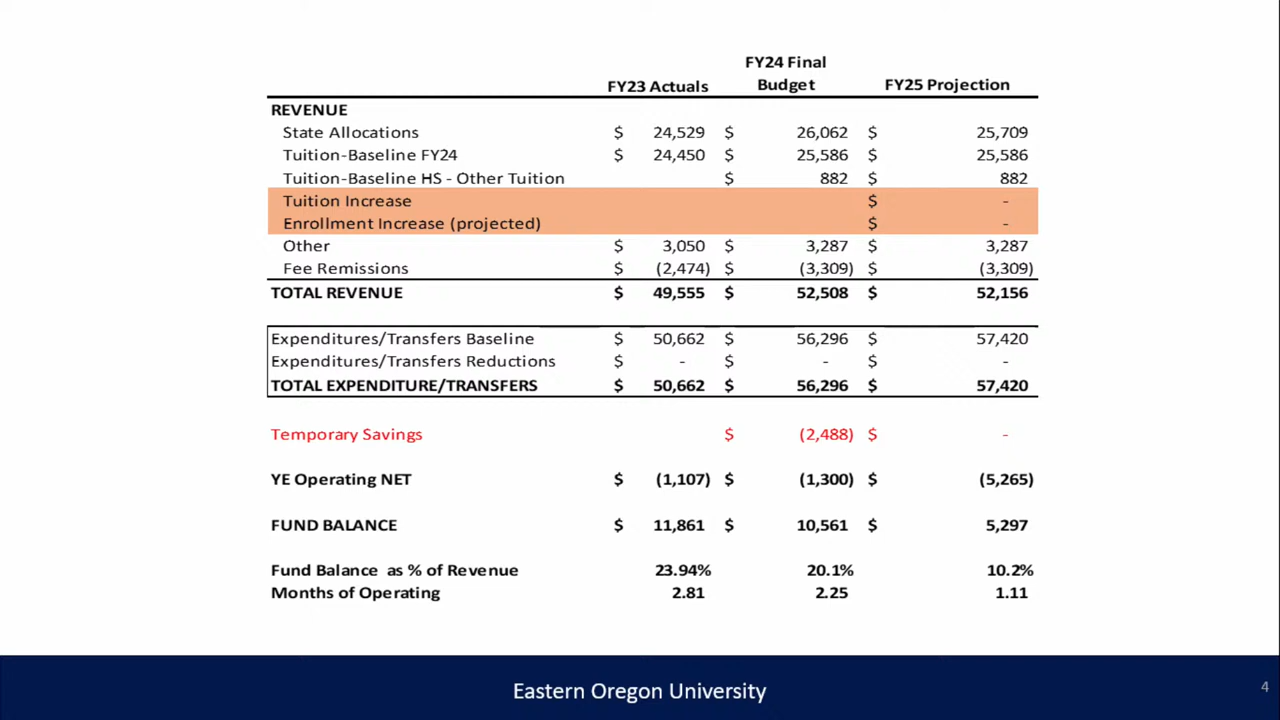 FY23 Actuals FY24 Final Budget FY25 Projection
REVENUE
State Allocations $ 24,529 $ 26,062 $ 25,709
Tuition-Baseline FY24 $ 24,450 $ 25,586 $ 25,586
Tuition-Baseline HS - Other Tuition $ 882 $ 882
Tuition Increase $ -
Enrollment Increase (projected) $ -
Other $ 3,050 $ 3,287 $ 3,287
Fee Remissions $ (2,474) $ (3,309) $ (3,309)
TOTAL REVENUE $ 49,555 $ 52,508 $ 52,156
Expenditures/Transfers Baseline $ 50,662 $ 56,296 $ 57,420
Expenditures/Transfers Reductions $ - $ - $ -
TOTAL EXPENDITURE/TRANSFERS $ 50,662 $ 56,296 $ 57,420
Temporary Savings $ (2,488) $ -
YE Operating NET $ (1,107) $ (1,300) $ (5,265)
FUND BALANCE $ 11,861 $ 10,561 $ 5,297
Fund Balance as % of Revenue 23.94% 20.1% 10.2%
Months of Operating 2.81 2.25 1.11
Eastern Oregon University
4